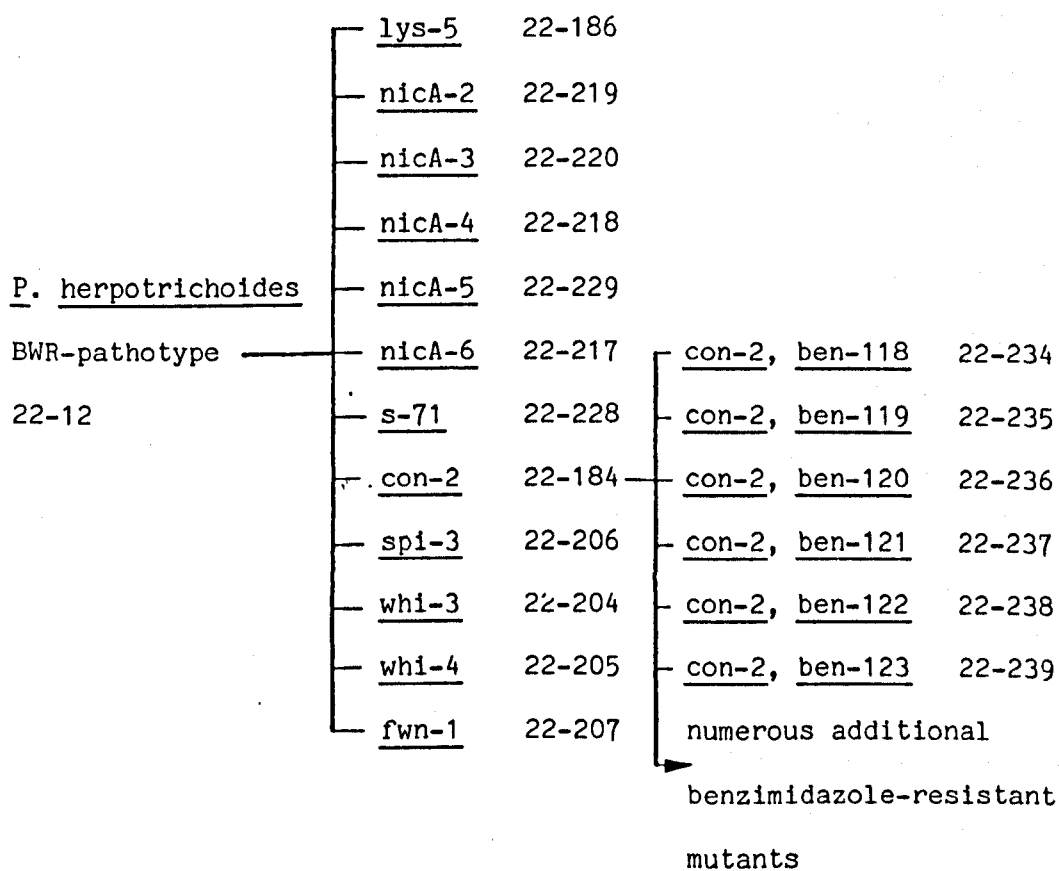 lys-5 22-186
nicA-2 22-219
nicA-3 22-220
nicA-4 22-218
P. herpotrichoides nicA-5 22-229
BWR-pathotype nicA-6 22-217 con-2, ben-118 22-234
22-12 s-71 22-228 con-2, ben-119 22-235
con-2 22-184 con-2, ben-120 22-236
spi-3 22-206 con-2, ben-121 22-237
whi-3 22-204 con-2, ben-122 22-238
whi-4 22-205 con-2, ben-123 22-239
fwn-1 22-207 numerous additional
benzimidazole-resistant
mutants